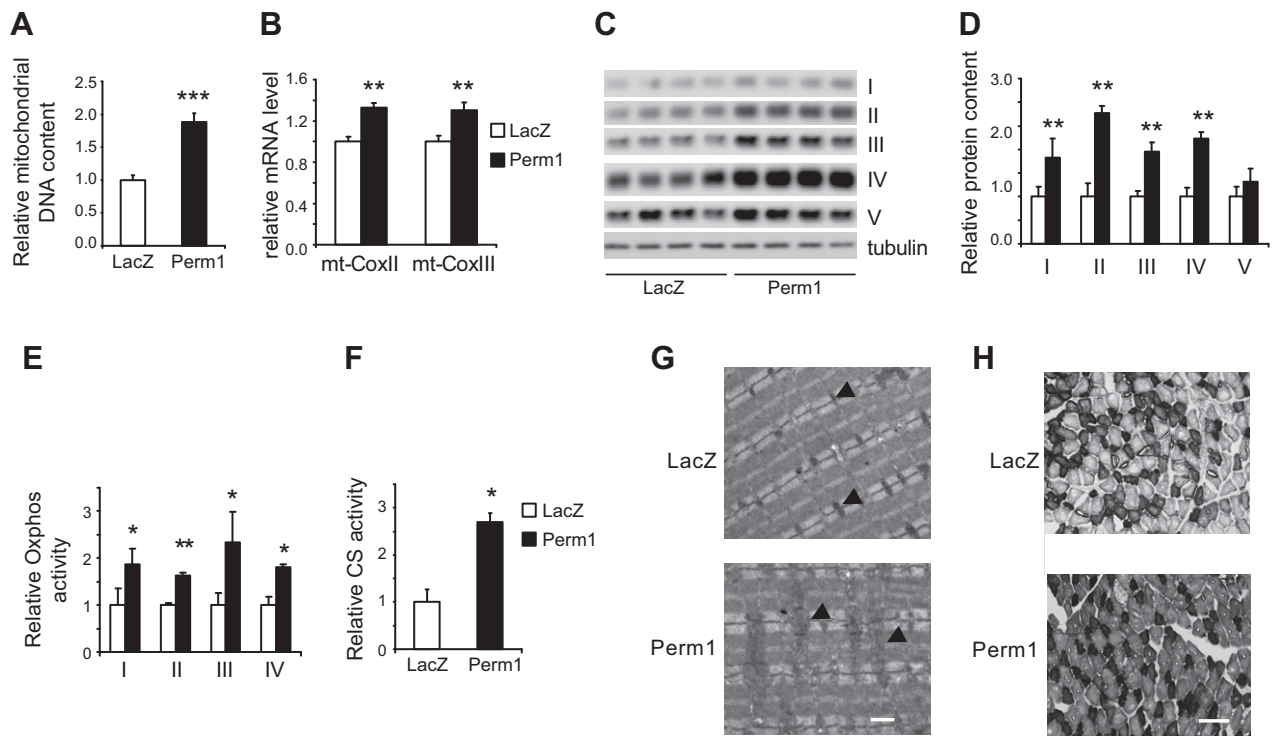 A
Relative mitochondrial
DNA content
2.5
2.0
1.5
1.0
0.5
0.0
***
LacZ
Perm1
B
relative mRNA level
1.6
1.2
0.8
0.4
0.0
**
**
mt-CoxII
mt-CoxIII
LacZ
Perm1
C
I
II
III
IV
V
tubulin
LacZ
Perm1
D
Relative protein content
3.0
2.0
1.0
0.0
**
**
**
**
I
II
III
IV
V
E
Relative Oxphos
activity
3
2
1
0
*
**
*
*
I
II
III
IV
F
Relative CS activity
3
2
1
0
*
LacZ
Perm1
LacZ
Perm1
G
LacZ
Perm1
H
LacZ
Perm1